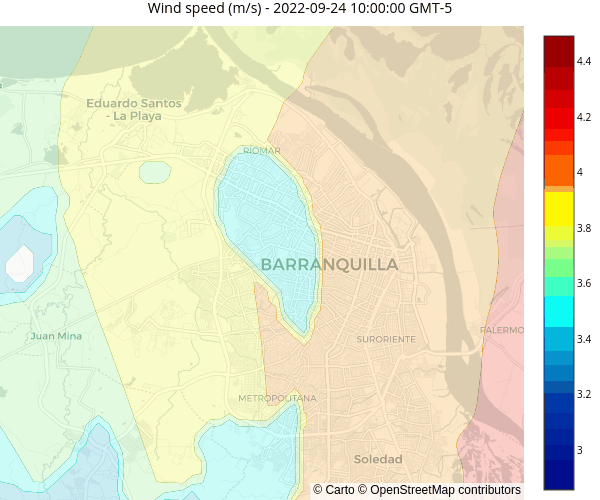 Wind speed (m/s) - 2022-09-24 10:00:00 GMT-5
4.4
Eduardo Santos
- La Playa
4.2
RIOMAR
4
3.8
BARRANQUILLA
3.6
PALERMO
Juan Mina
SURORIENTE
3.4
3.2
METROPOLITANA
3
Soledad
© Carto © OpenStreetMap contributors